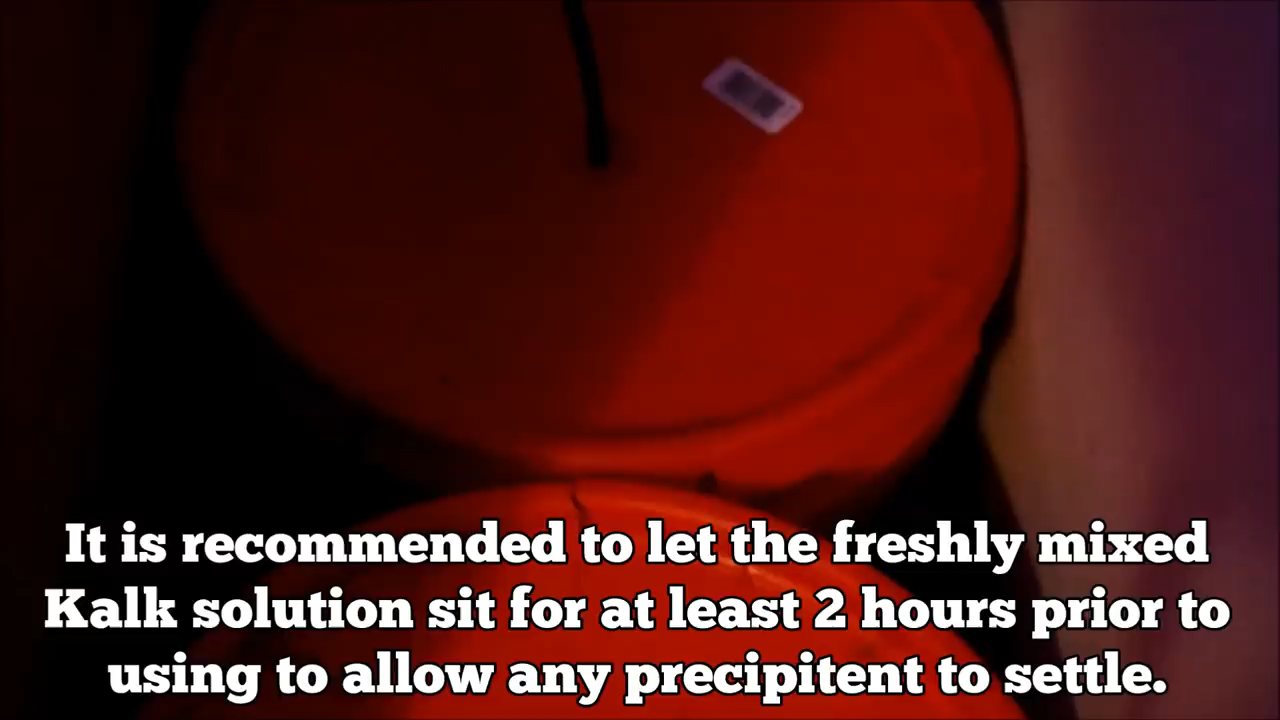 It is recommended to let the freshly mixed
Kalk solution sit for at least 2 hours prior to
using to allow any precipitent to settle.